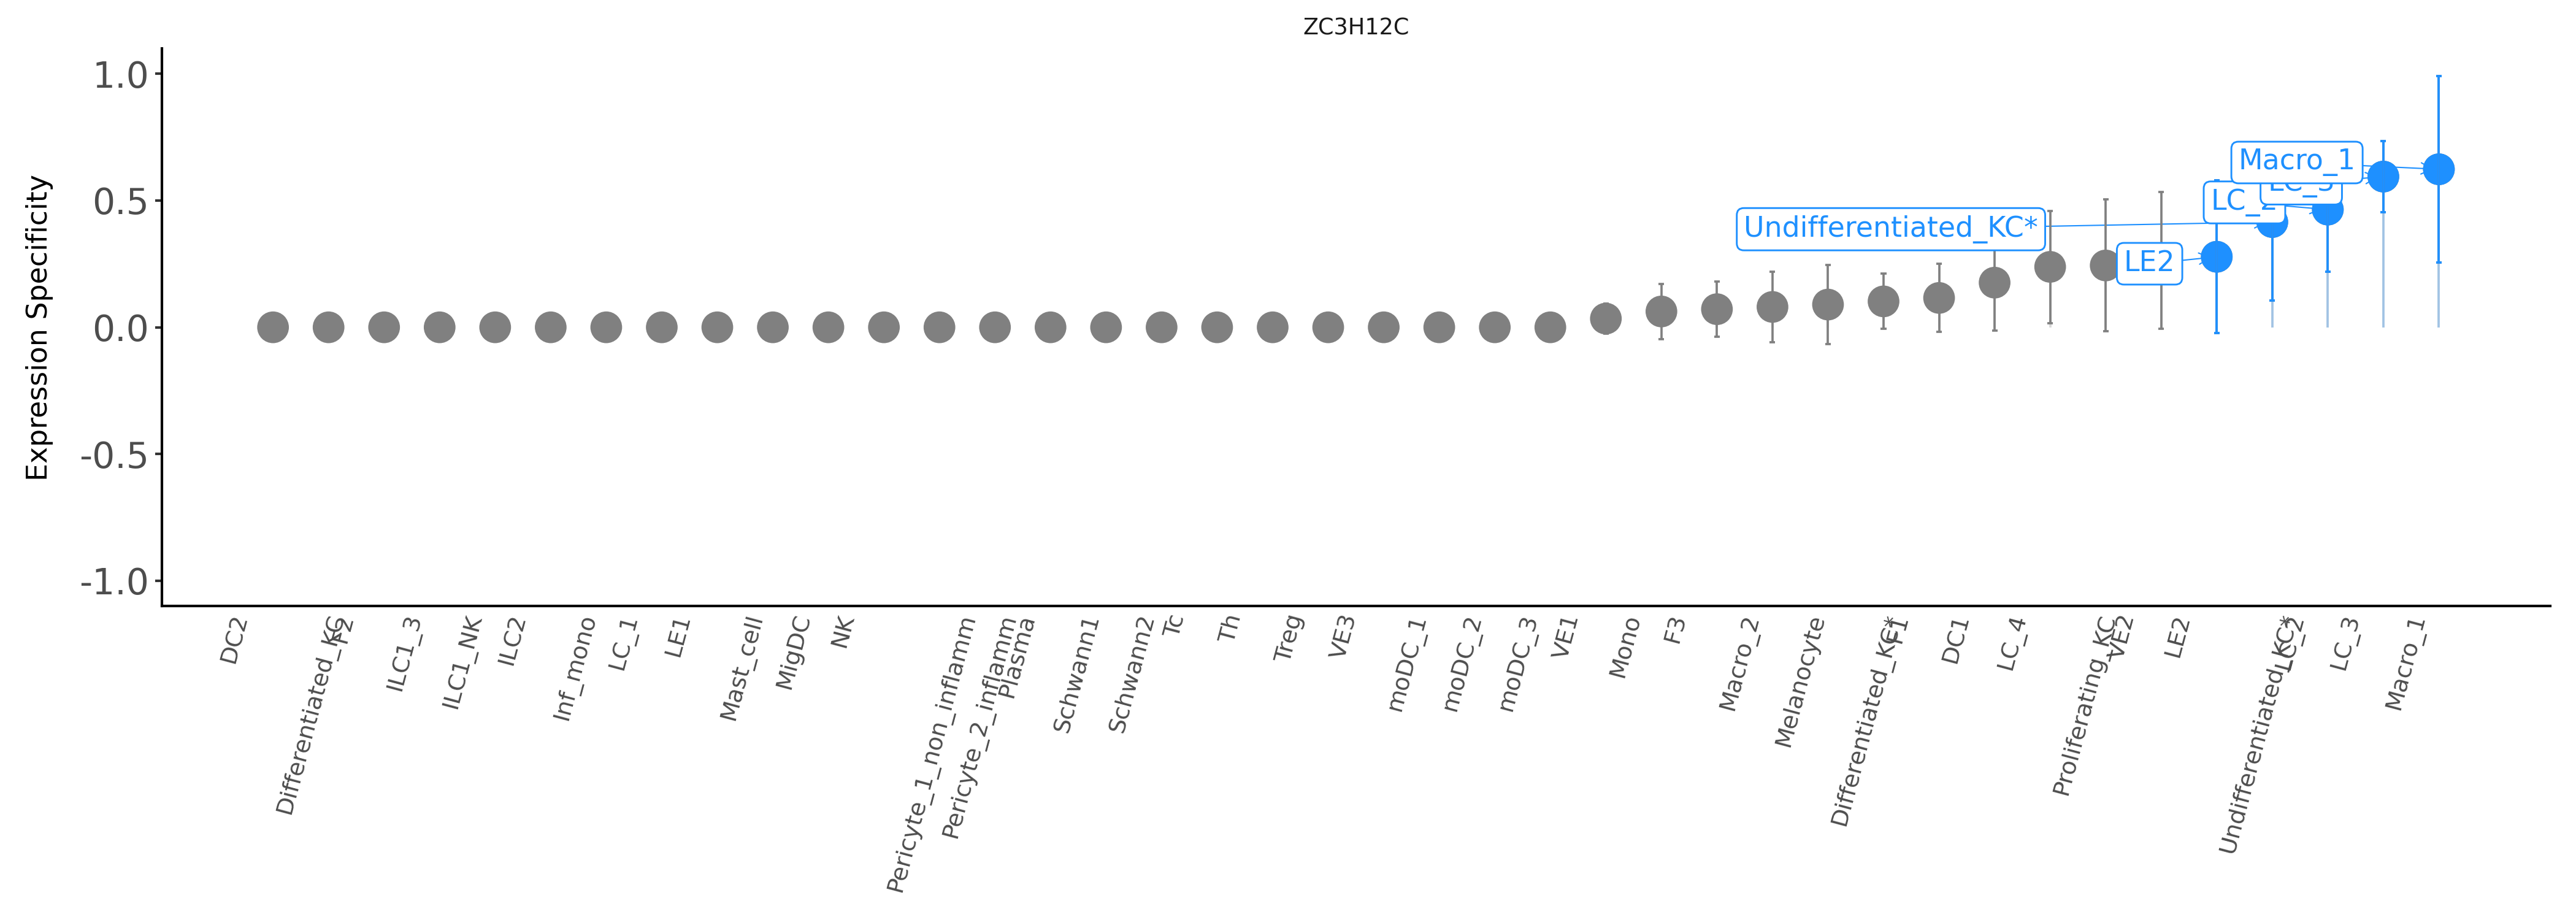 ZC3H12C
Expression Specificity
1.0
0.5
0.0
-0.5
-1.0
Macro_1
LC_3
LC_2
Undifferentiated_KC*
LE2
DC2
Differentiated_KC
F2
ILC1_3
ILC1_NK
ILC2
Inf_mono
LC_1
LE1
Mast_cell
MigDC
NK
Pericyte_1_non_inflamm
Pericyte_2_inflamm
Plasma
Schwann1
Schwann2
Tc
Th
Treg
VE3
moDC_1
moDC_2
moDC_3
VE1
Mono
F3
Macro_2
Melanocyte
Differentiated_KC*
F1
DC1
LC_4
Proliferating_KC
VE2
LE2
Undifferentiated_KC*
LC_2
LC_3
Macro_1